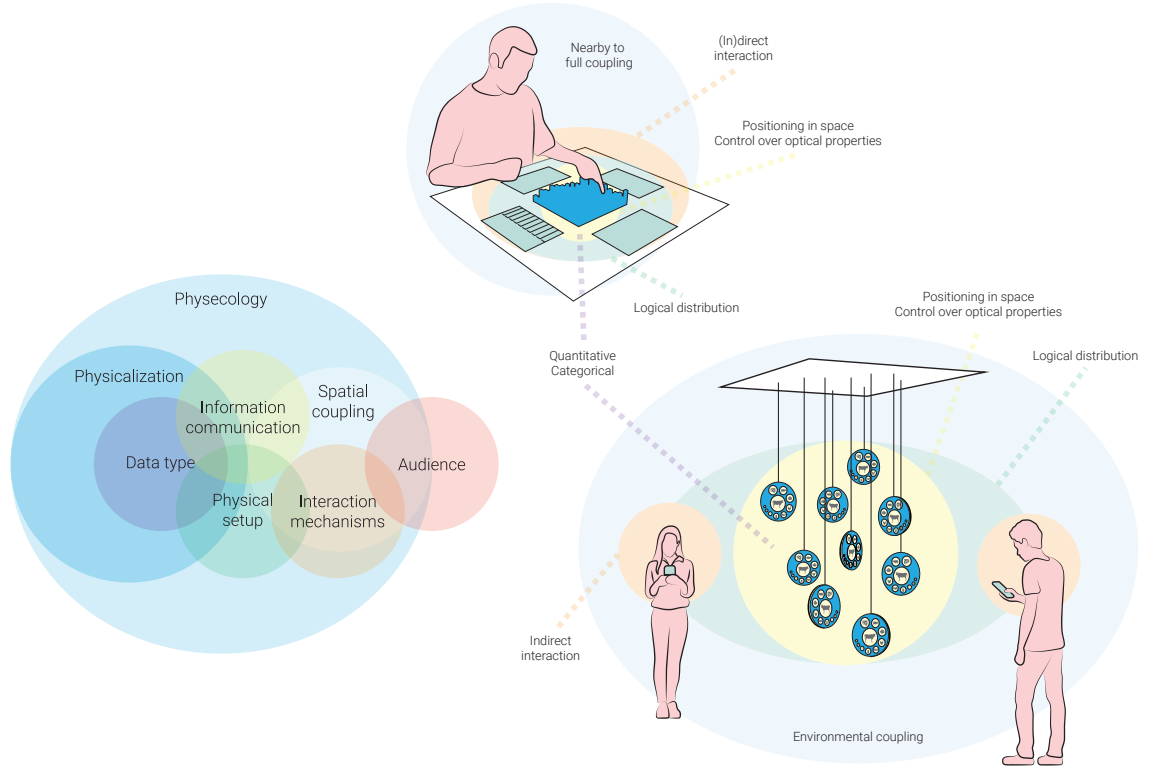 Nearby to
full coupling
(In)direct
interaction
Positioning in space
Control over optical properties
Logical distribution
Quantitative
Categorical
Physecology
Physicalization
Information
communication
Spatial
coupling
Data type
Audience
Physical
setup
Interaction
mechanisms
Positioning in space
Control over optical properties
Logical distribution
Indirect
interaction
Environmental coupling